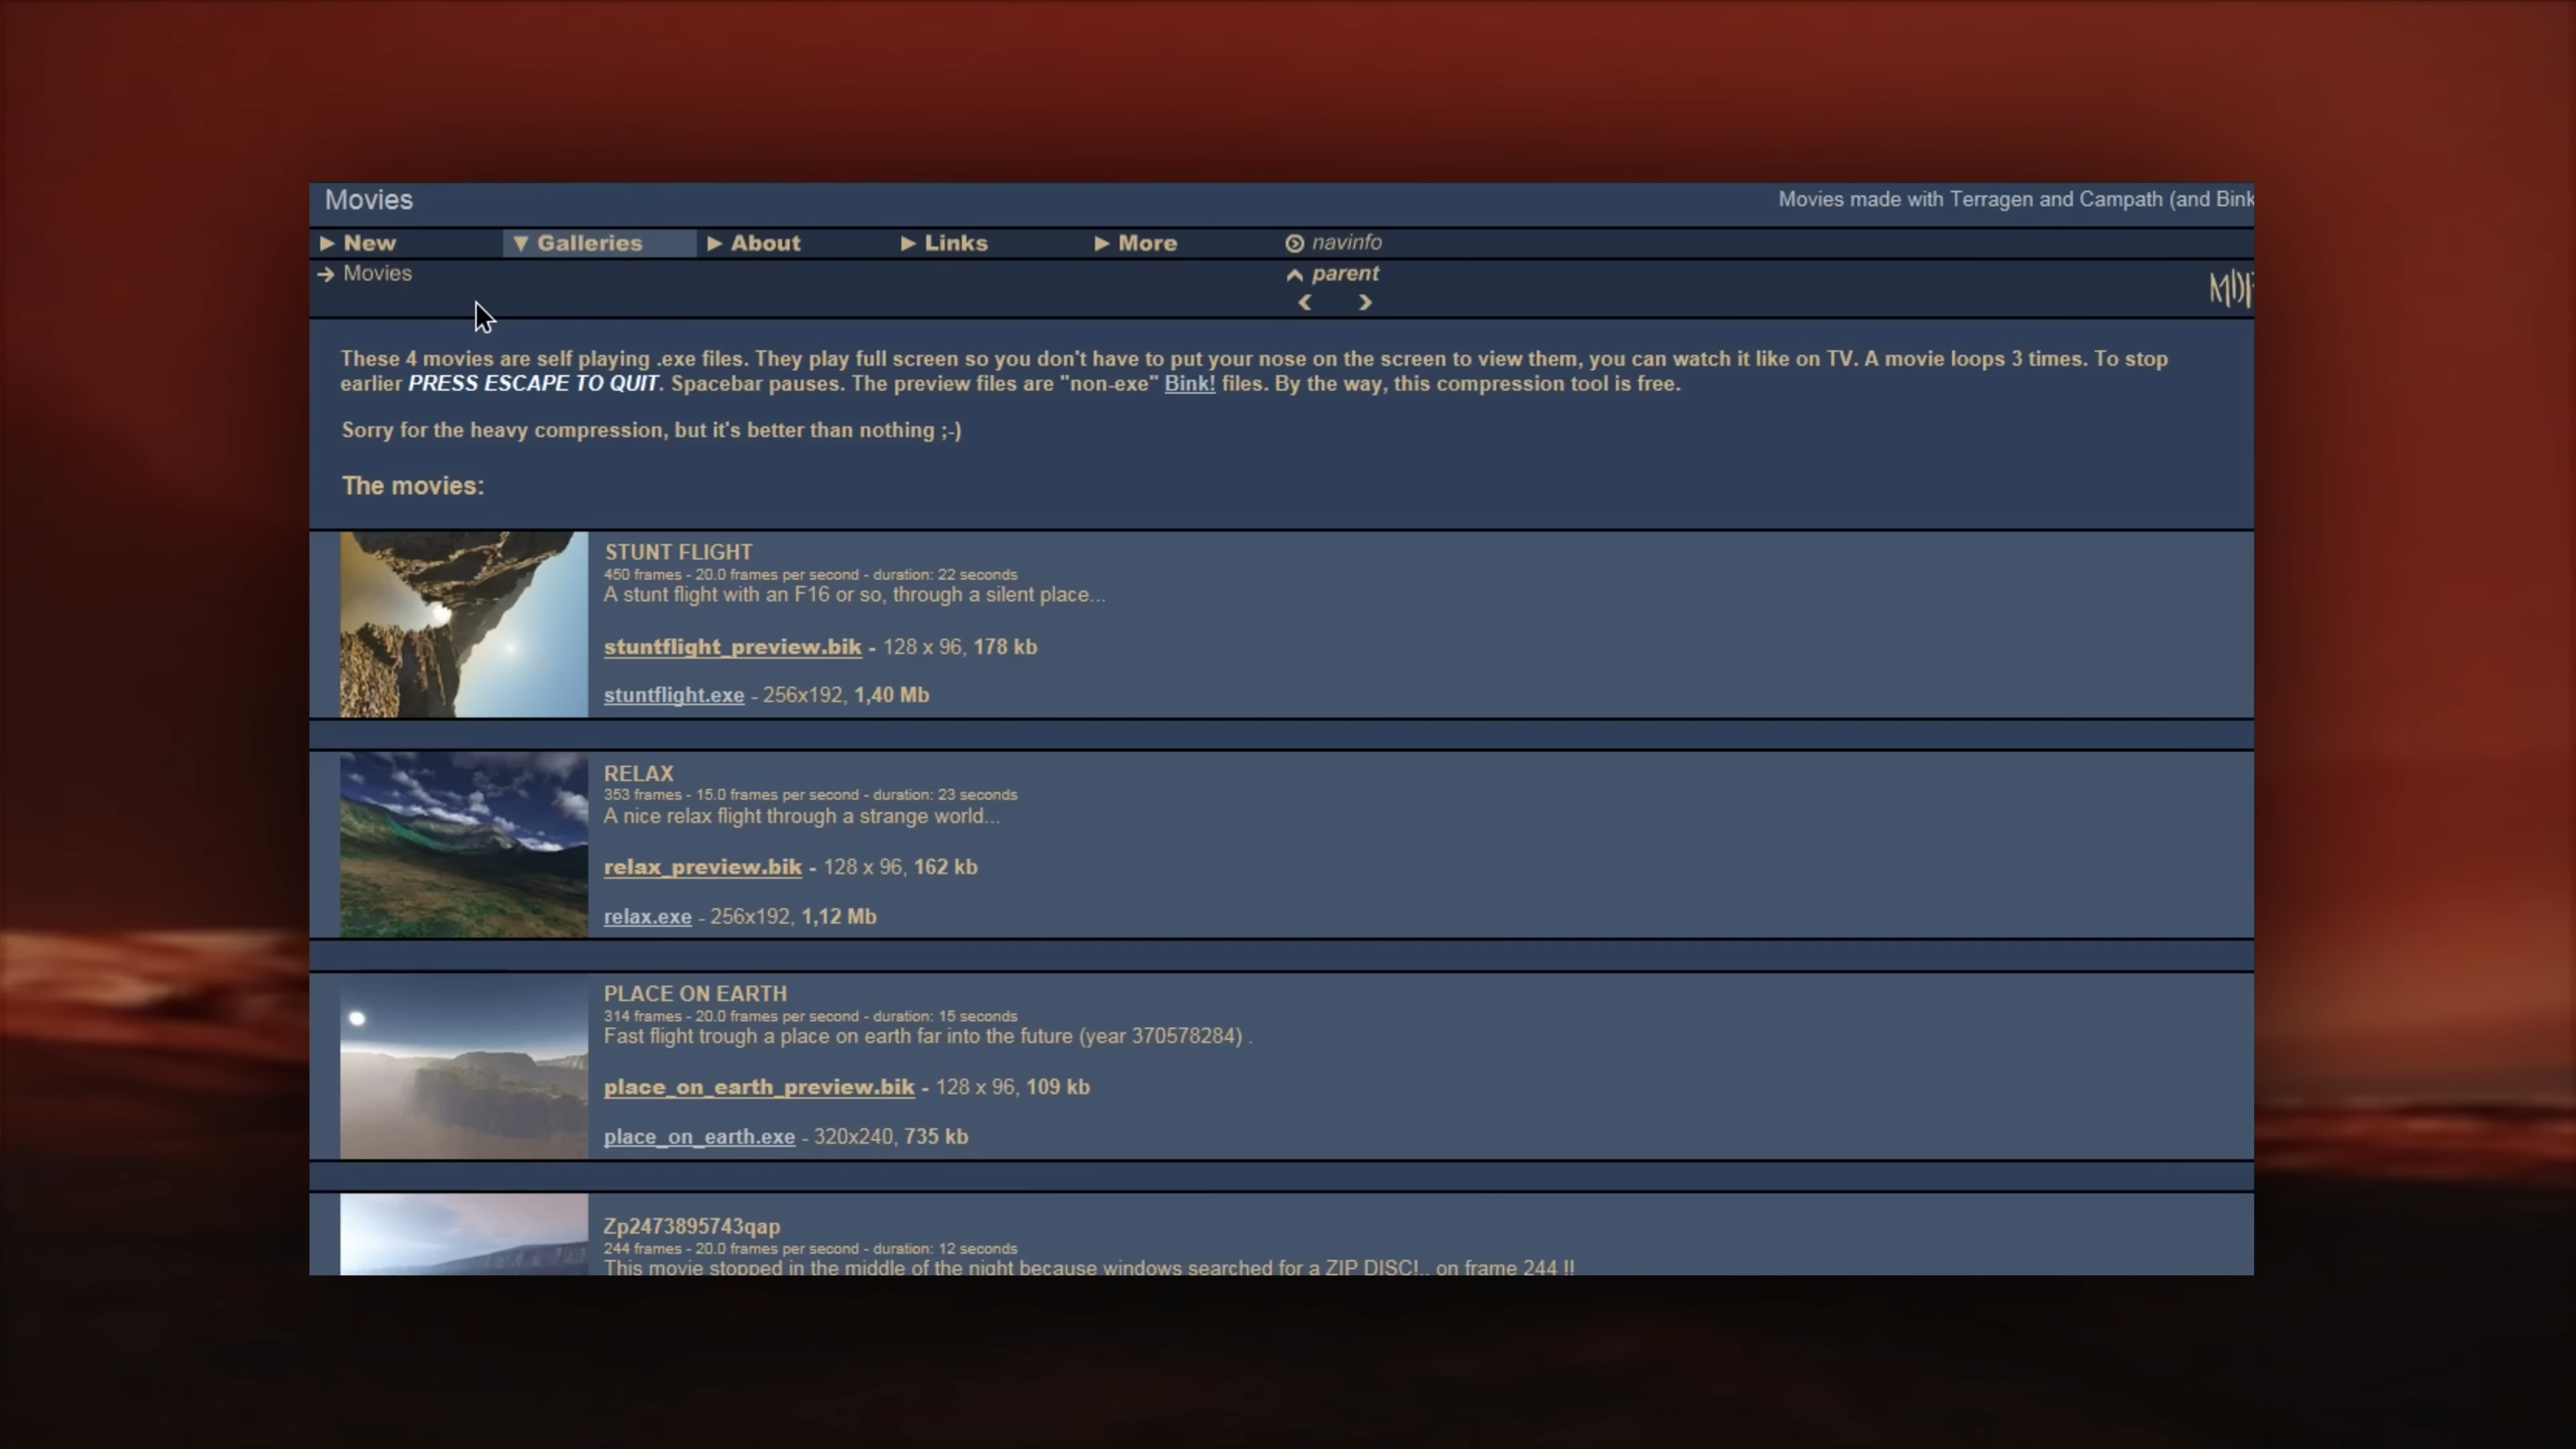 Movies
Movies made with Terragen and Campath (and Bink
New
Galleries
About
Links
More
navinfo
Movies
parent
These 4 movies are self playing .exe files. They play full screen so you don't have to put your nose on the screen to view them, you can watch it like on TV. A movie loops 3 times. To stop
earlier PRESS ESCAPE TO QUIT. Spacebar pauses. The preview files are "non-exe" Bink! files. By the way, this compression tool is free.
Sorry for the heavy compression, but it's better than nothing ;-)
The movies:
STUNT FLIGHT
450 frames - 20.0 frames per second - duration: 22 seconds
A stunt flight with an F16 or so, through a silent place...
stuntflight_preview.bik - 128 x 96, 178 kb
stuntflight.exe - 256x192, 1,40 Mb
RELAX
353 frames - 15.0 frames per second - duration: 23 seconds
A nice relax flight through a strange world...
relax_preview.bik - 128 x 96, 162 kb
relax.exe - 256x192, 1,12 Mb
PLACE ON EARTH
314 frames - 20.0 frames per second - duration: 15 seconds
Fast flight trough a place on earth far into the future (year 370578284) .
place_on_earth_preview.bik - 128 x 96, 109 kb
place_on_earth.exe - 320x240, 735 kb
Zp2473895743qap
244 frames - 20.0 frames per second - duration: 12 seconds
This movie stopped in the middle of the night because windows searched for a ZIP DISC!.. on frame 244 !!